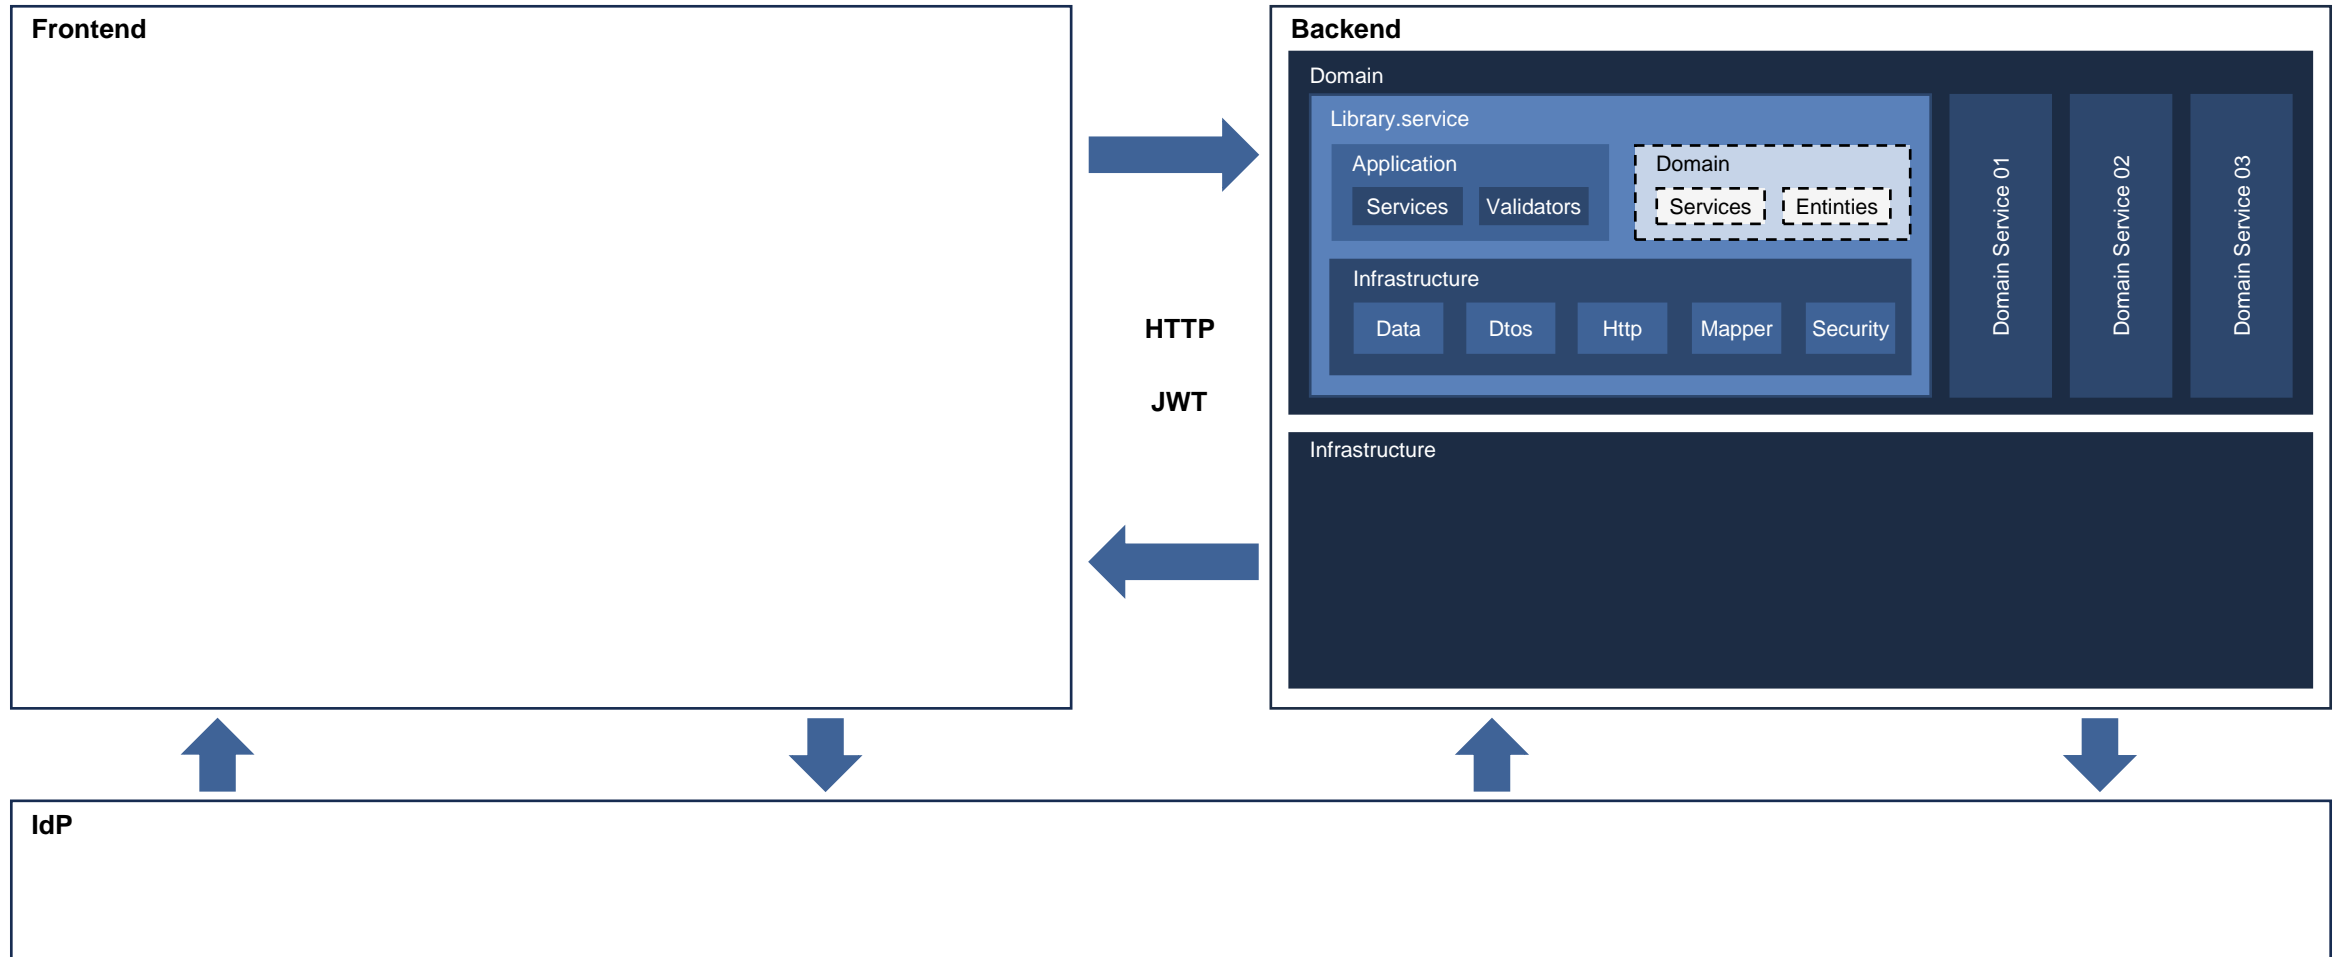 Frontend
Backend
Domain
Library.service
Application
Services
Validators
Domain
Services
Entinties
Infrastructure
Data
Dtos
Http
Mapper
Security
Domain Service 01
Domain Service 02
Domain Service 03
HTTP
JWT
Infrastructure
IdP